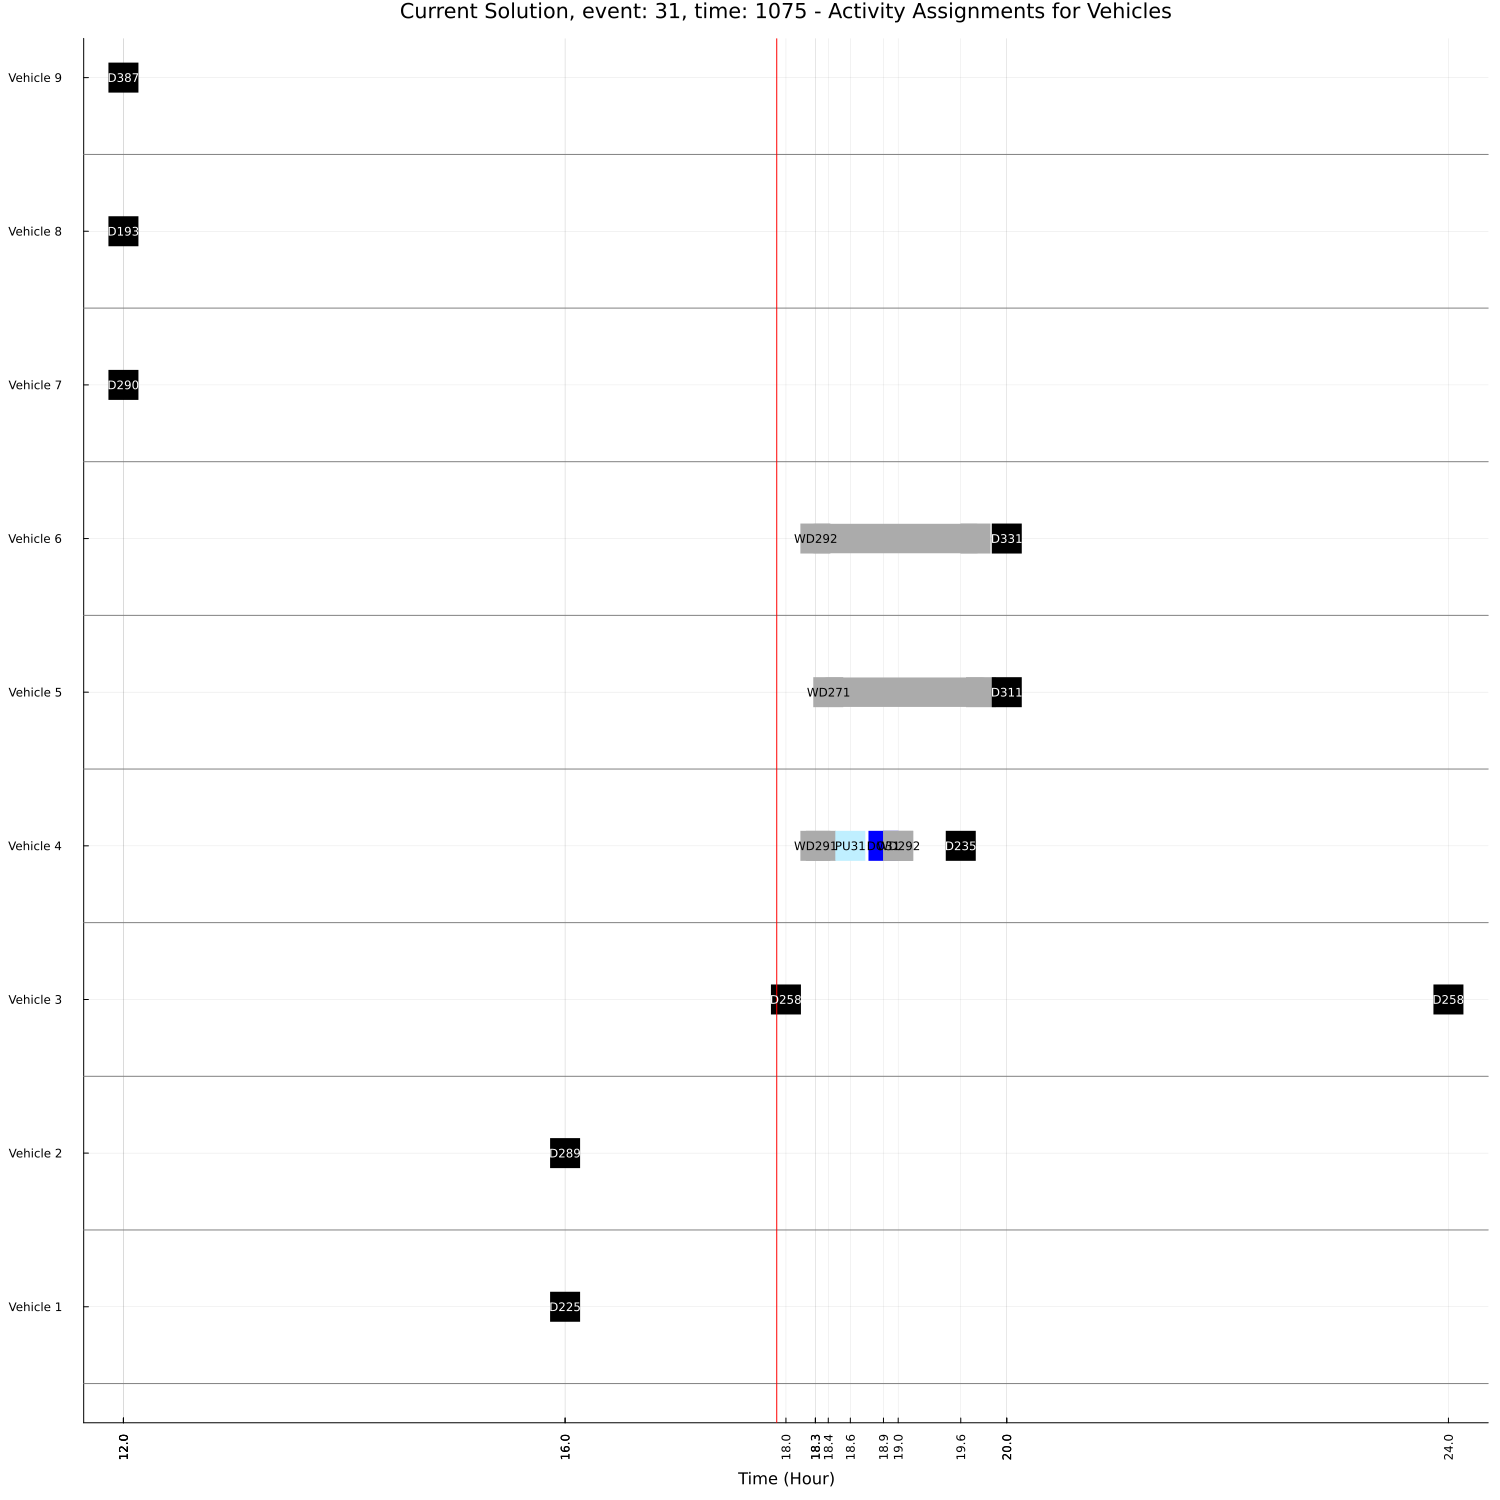 Current Solution, event: 31, time: 1075 - Activity Assignments for Vehicles
Vehicle 9
D387
Vehicle 8
D193
Vehicle 7
D290
Vehicle 6
WD292
D331
Vehicle 5
WD271
D311
Vehicle 4
WD291
PU31
DO31
WD292
D235
Vehicle 3
D258
D258
Vehicle 2
D289
Vehicle 1
D225
12.0
16.0
18.0
18.3
18.4
18.6
18.9
19.0
19.6
20.0
24.0
Time (Hour)